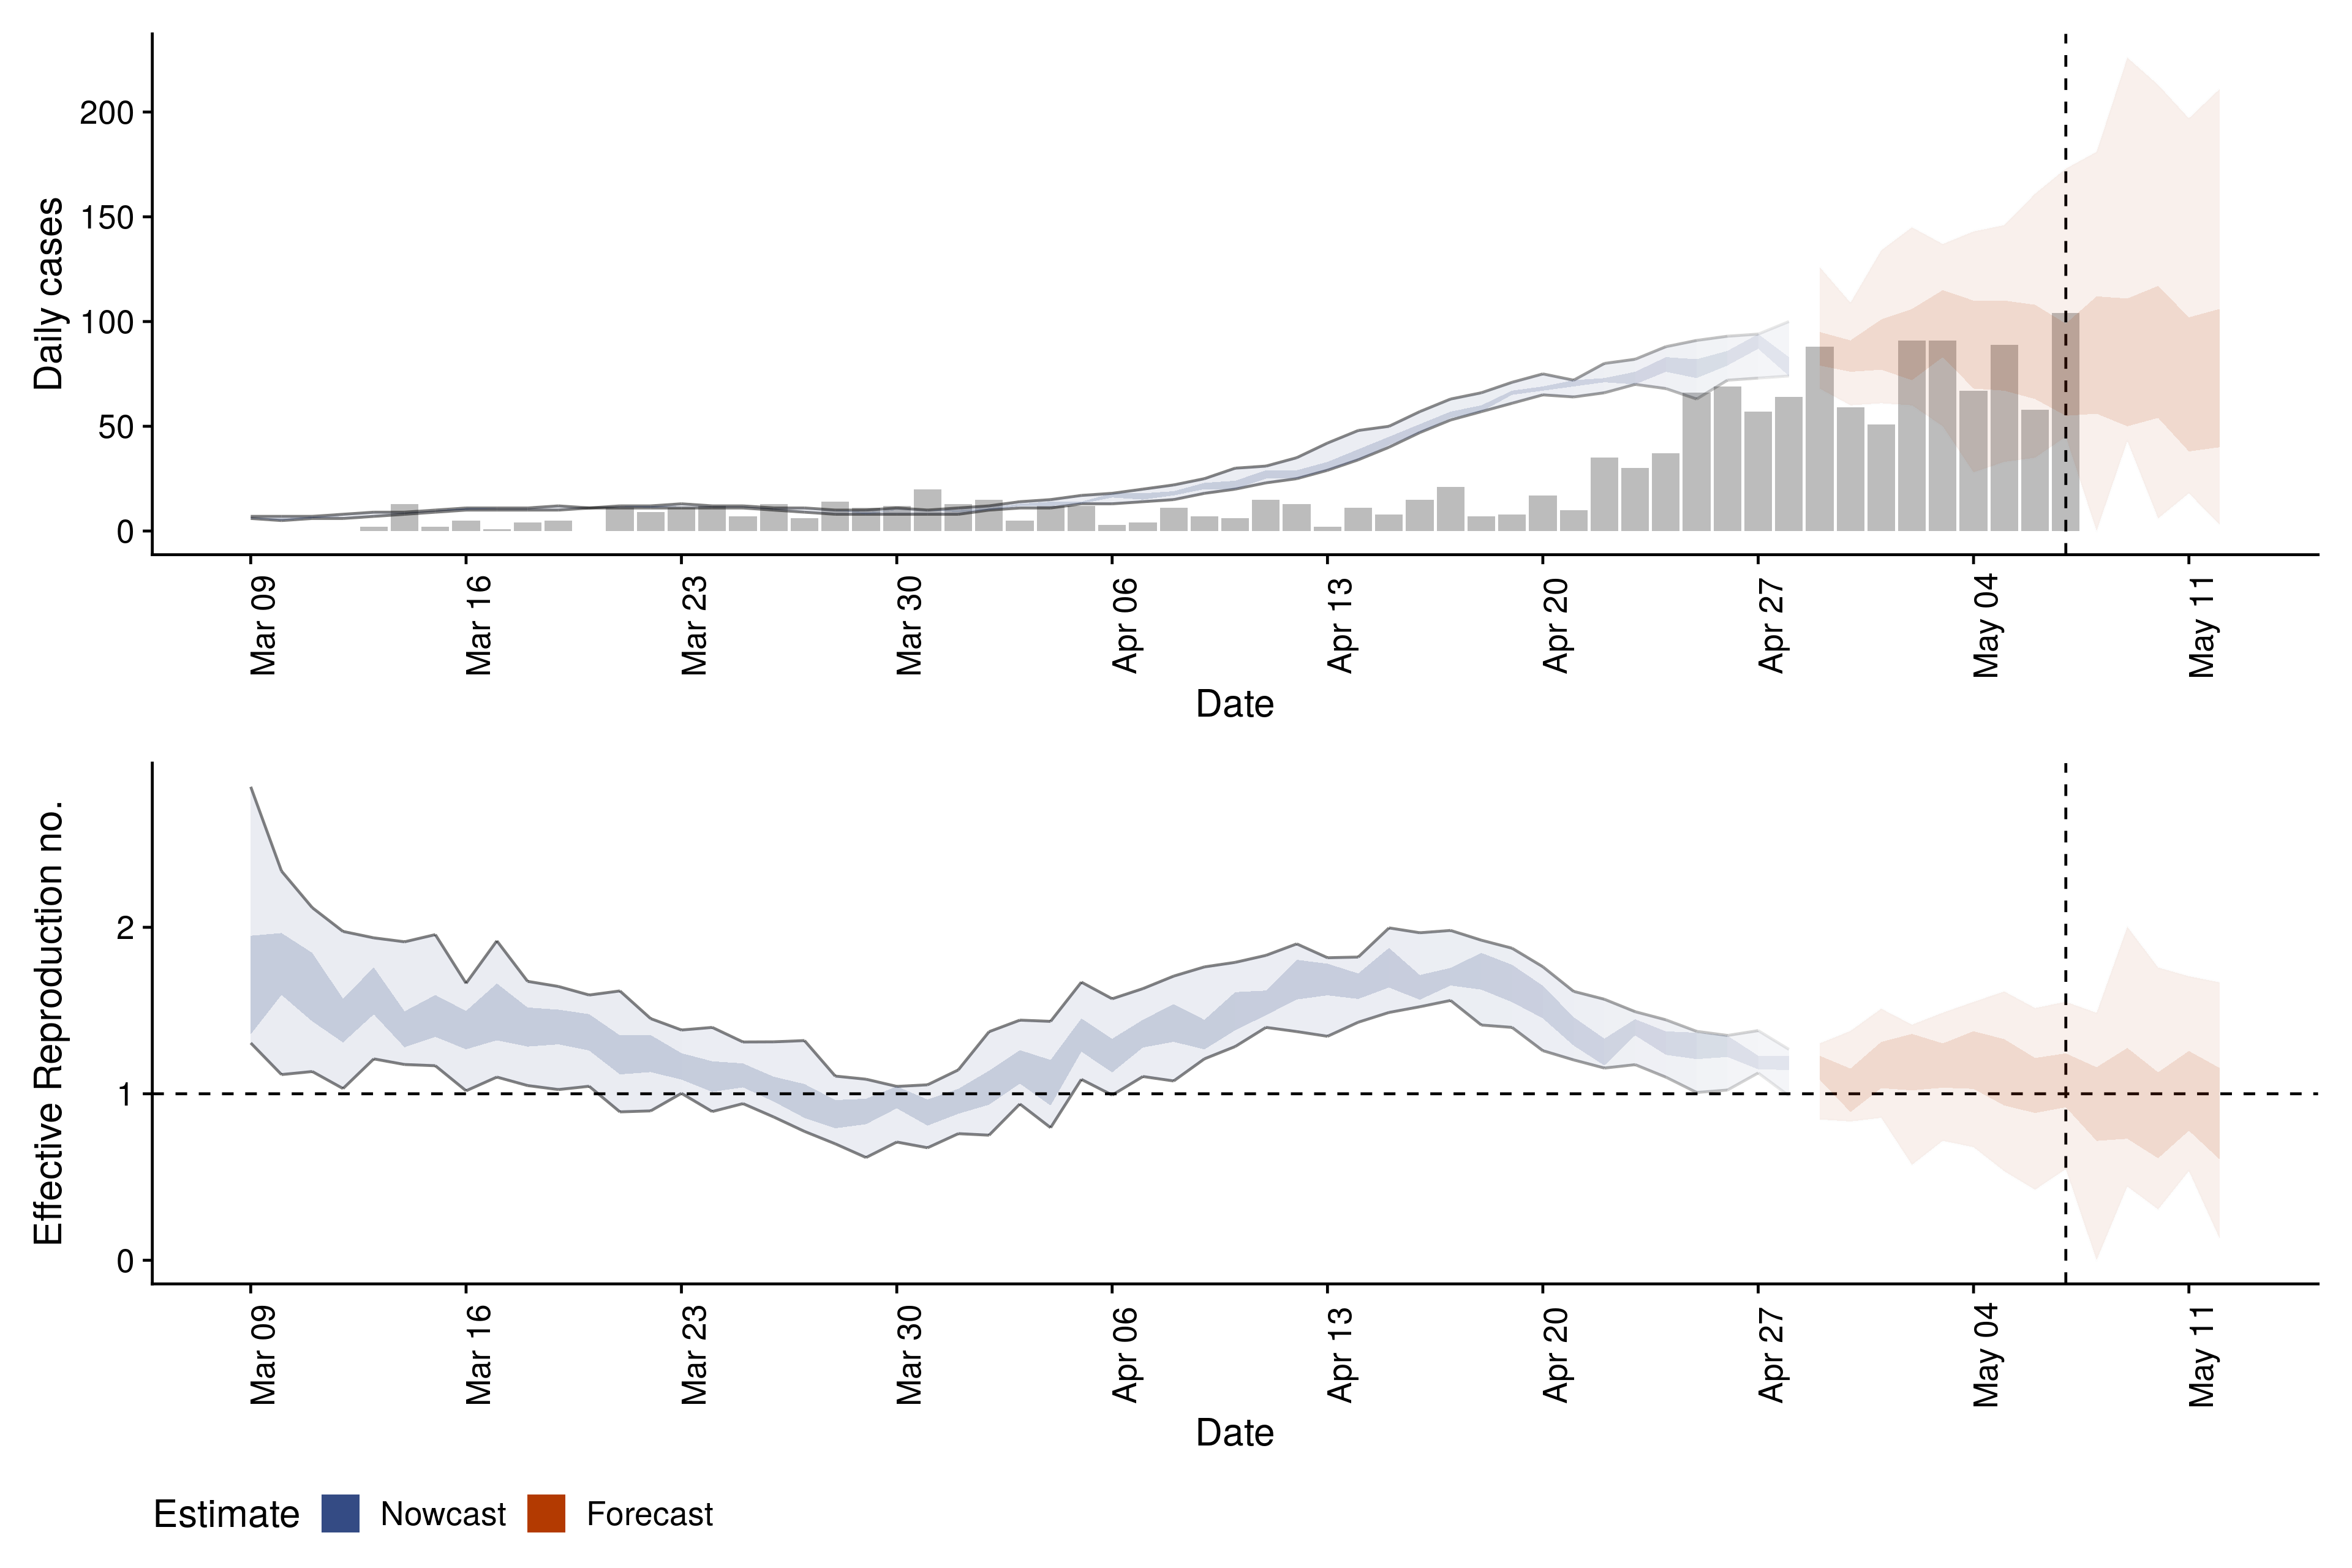 Daily cases
200
150
100
50
0
Mar 09
Mar 16
Mar 23
Mar 30
Apr 06
Apr 13
Apr 20
Apr 27
May 04
May 11
Date
Effective Reproduction no.
2
1
0
Mar 09
Mar 16
Mar 23
Mar 30
Apr 06
Apr 13
Apr 20
Apr 27
May 04
May 11
Date
Estimate Nowcast Forecast